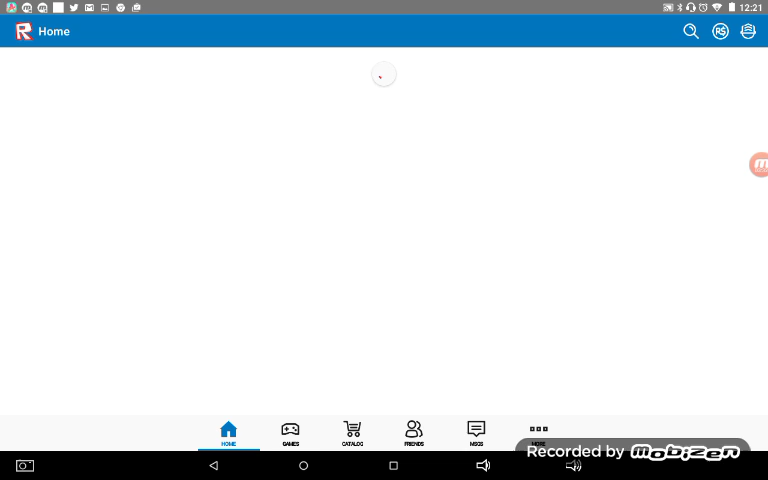 12:21
R Home
R$
HOME GAMES CATALOG FRIENDS MSGS MORE
Recorded by mobizen